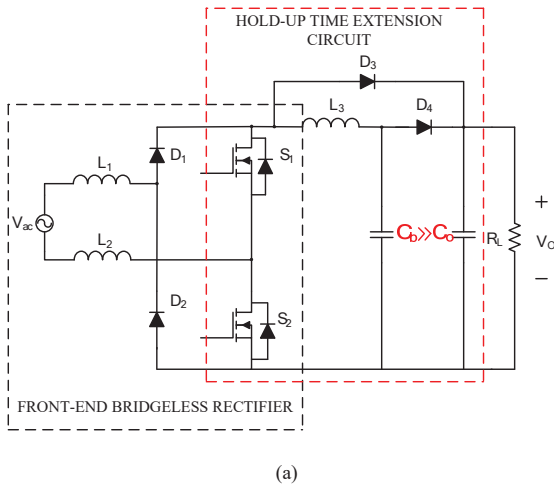 HOLD-UP TIME EXTENSION
CIRCUIT
D3
L3
D4
D1
S1
L1
Vac
L2
Cb>>Co
RL
+
VO
−
D2
S2
FRONT-END BRIDGELESS RECTIFIER
(a)